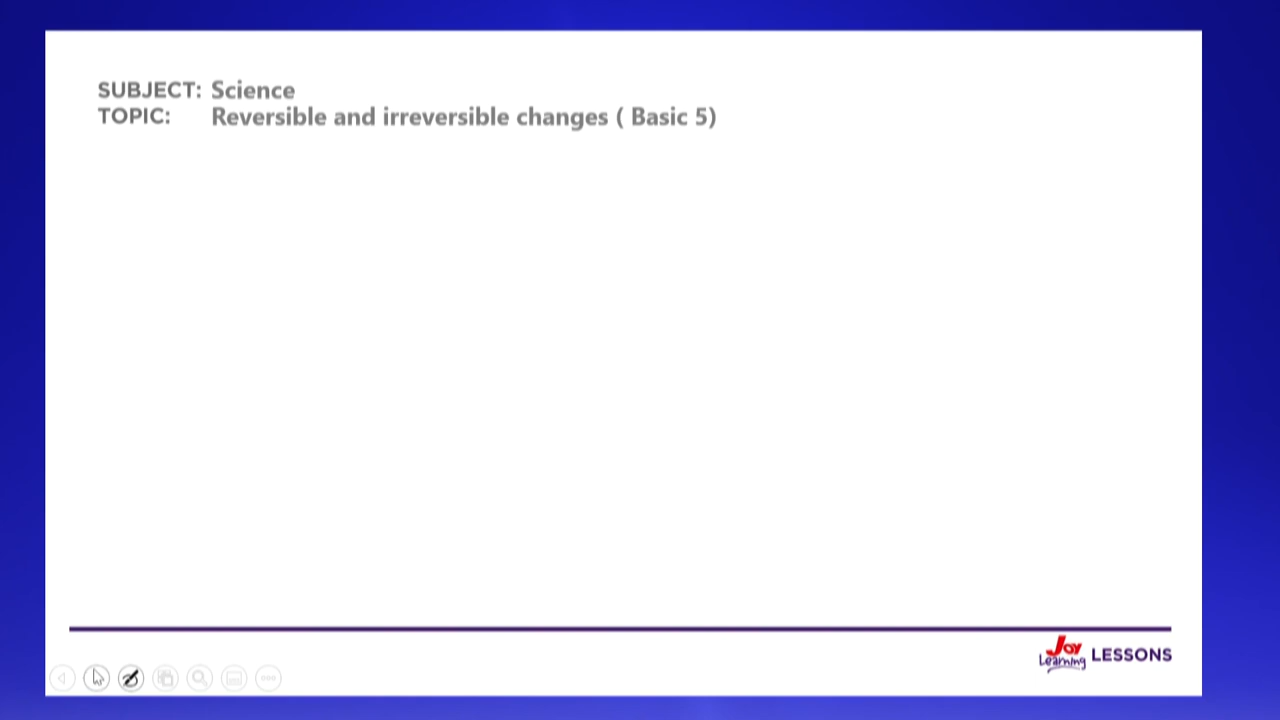 SUBJECT: Science
TOPIC: Reversible and irreversible changes ( Basic 5)
Joy Learning LESSONS